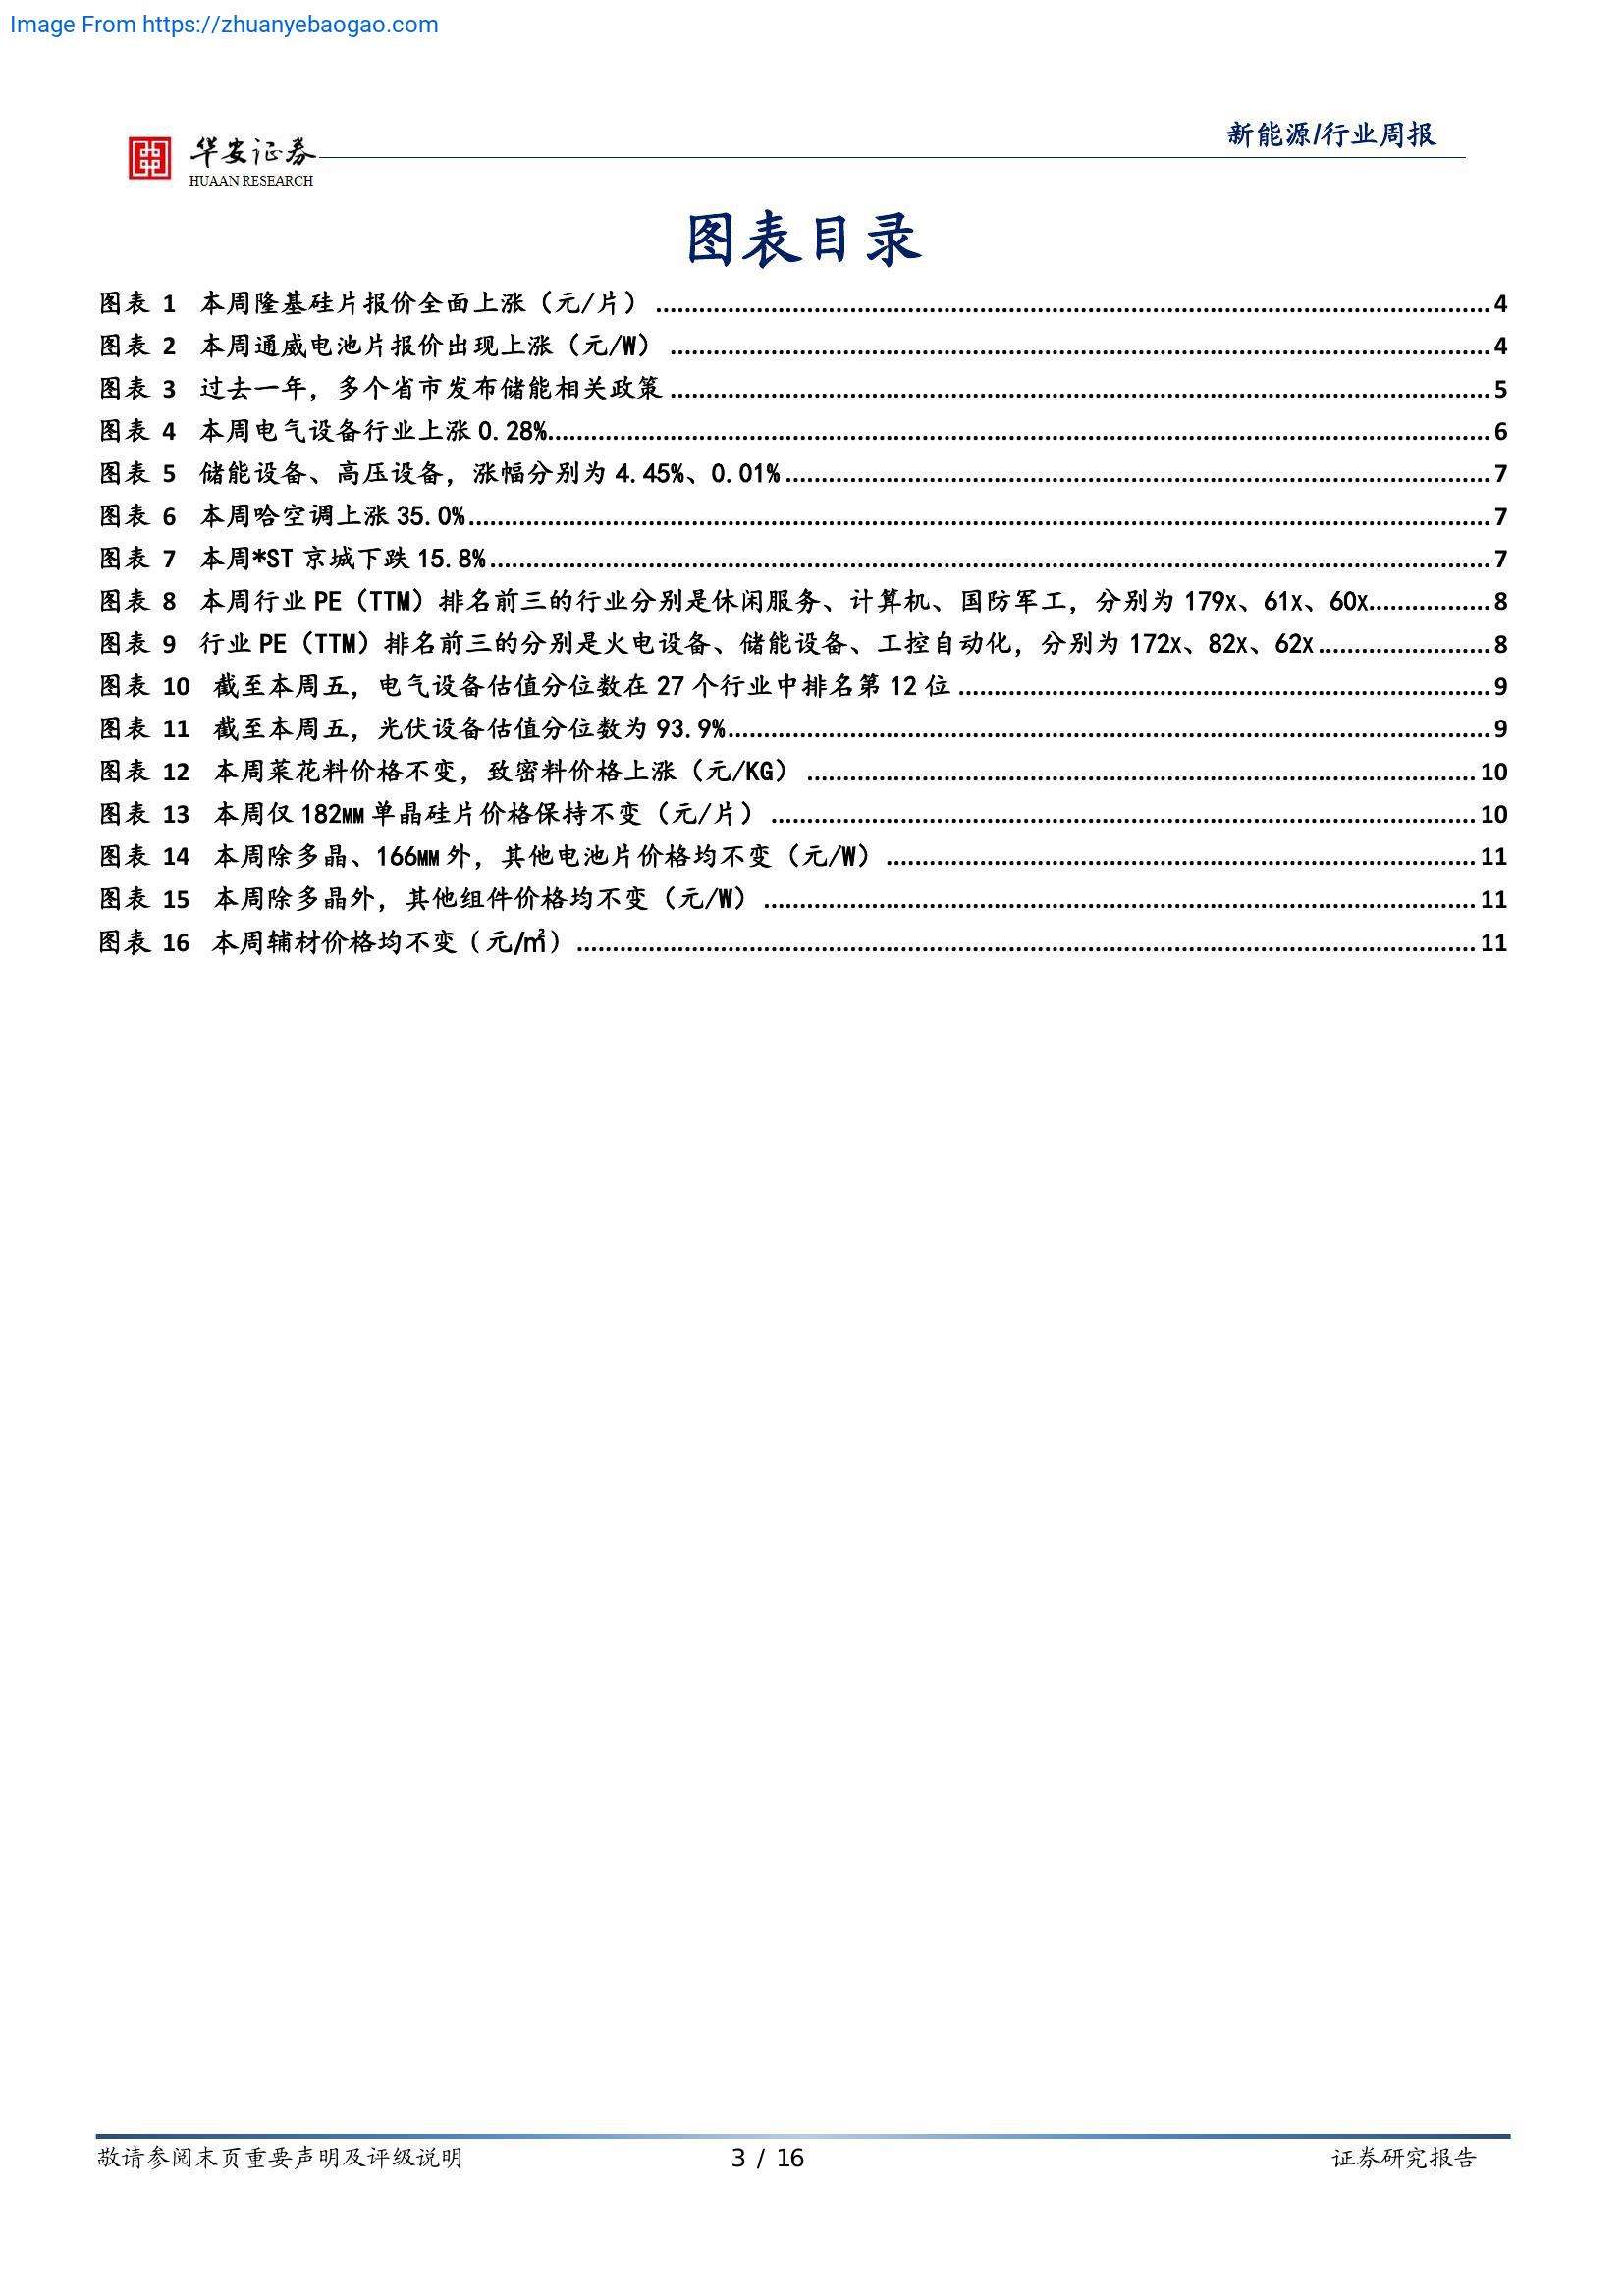 Image From https://zhuanyebaogao.com
新能源/行业周报
华安证券
HUAAN RESEARCH
图表目录
图表 1 本周隆基硅片报价全面上涨（元/片） 4
图表 2 本周通威电池片报价出现上涨（元/W） 4
图表 3 过去一年，多个省市发布储能相关政策 5
图表 4 本周电气设备行业上涨 0.28% 6
图表 5 储能设备、高压设备，涨幅分别为 4.45%、0.01% 7
图表 6 本周哈空调上涨 35.0% 7
图表 7 本周*ST 京城下跌 15.8% 7
图表 8 本周行业 PE（TTM）排名前三的行业分别是休闲服务、计算机、国防军工，分别为 179x、61x、60x 8
图表 9 行业 PE（TTM）排名前三的分别是火电设备、储能设备、工控自动化，分别为 172x、82x、62x 8
图表 10 截至本周五，电气设备估值分位数在 27 个行业中排名第 12 位 9
图表 11 截至本周五，光伏设备估值分位数为 93.9% 9
图表 12 本周菜花料价格不变，致密料价格上涨（元/KG） 10
图表 13 本周仅 182mm 单晶硅片价格保持不变（元/片） 10
图表 14 本周除多晶、166mm 外，其他电池片价格均不变（元/W） 11
图表 15 本周除多晶外，其他组件价格均不变（元/W） 11
图表 16 本周辅材价格均不变（元/㎡） 11
敬请参阅末页重要声明及评级说明 3 / 16 证券研究报告